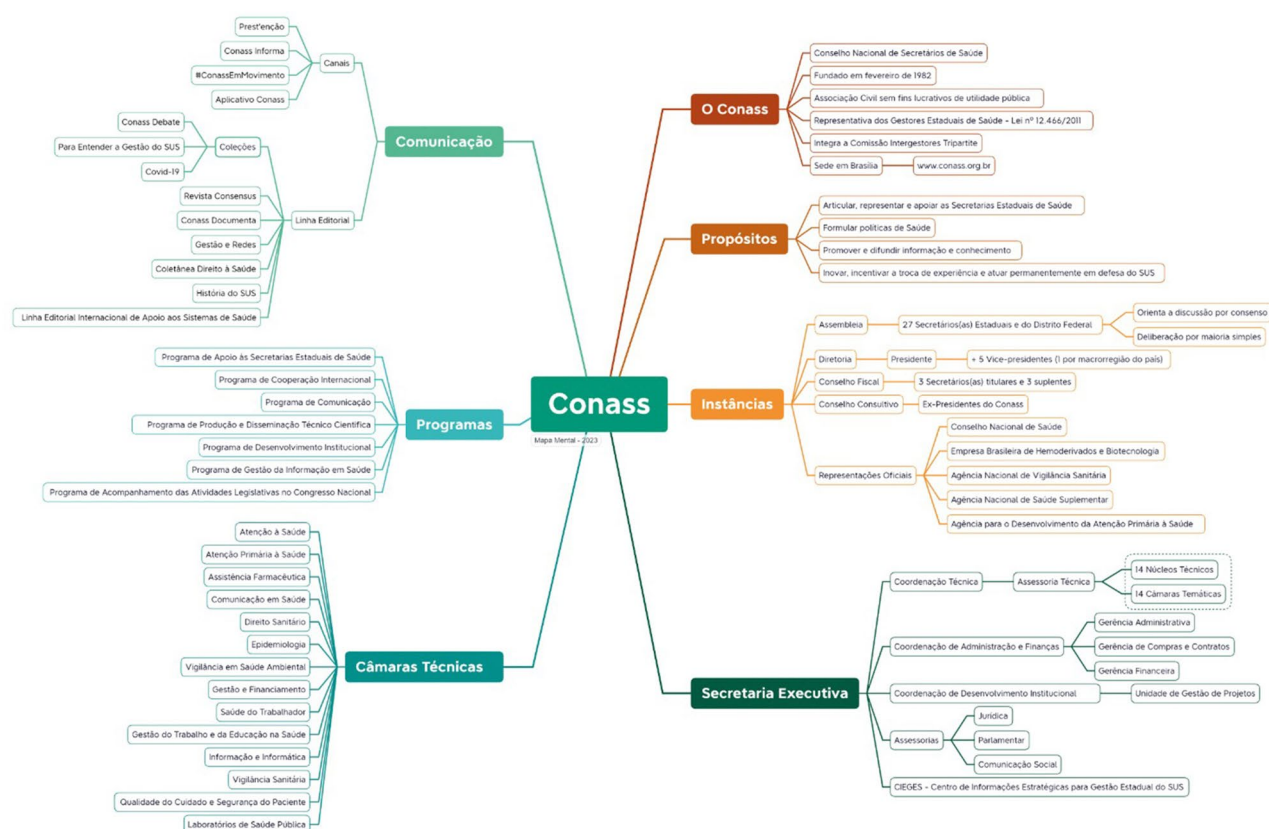 Conass
Mapa Mental - 2023
O Conass
Conselho Nacional de Secretários de Saúde
Fundado em fevereiro de 1982
Associação Civil sem fins lucrativos de utilidade pública
Representativa dos Gestores Estaduais de Saúde - Lei nº 12.466/2011
Integra a Comissão Intergestores Tripartite
Sede em Brasília
www.conass.org.br
Propósitos
Articular, representar e apoiar as Secretarias Estaduais de Saúde
Formular políticas de Saúde
Promover e difundir informação e conhecimento
Inovar, incentivar a troca de experiência e atuar permanentemente em defesa do SUS
Instâncias
Assembleia
27 Secretários(as) Estaduais e do Distrito Federal
Orienta a discussão por consenso
Deliberação por maioria simples
Diretoria
Presidente
+ 5 Vice-presidentes (1 por macrorregião do país)
Conselho Fiscal
3 Secretários(as) titulares e 3 suplentes
Conselho Consultivo
Ex-Presidentes do Conass
Representações Oficiais
Conselho Nacional de Saúde
Empresa Brasileira de Hemoderivados e Biotecnologia
Agência Nacional de Vigilância Sanitária
Agência Nacional de Saúde Suplementar
Agência para o Desenvolvimento da Atenção Primária à Saúde
Secretaria Executiva
Coordenação Técnica
Assessoria Técnica
14 Núcleos Técnicos
14 Câmaras Temáticas
Coordenação de Administração e Finanças
Gerência Administrativa
Gerência de Compras e Contratos
Gerência Financeira
Coordenação de Desenvolvimento Institucional
Unidade de Gestão de Projetos
Assessorias
Jurídica
Parlamentar
Comunicação Social
CIEGES - Centro de Informações Estratégicas para Gestão Estadual do SUS
Comunicação
Canais
Prest'enção
Conass Informa
#ConassEmMovimento
Aplicativo Conass
Linha Editorial
Coleções
Conass Debate
Para Entender a Gestão do SUS
Covid-19
Revista Consensus
Conass Documenta
Gestão e Redes
Coletânea Direito à Saúde
História do SUS
Linha Editorial Internacional de Apoio aos Sistemas de Saúde
Programas
Programa de Apoio às Secretarias Estaduais de Saúde
Programa de Cooperação Internacional
Programa de Comunicação
Programa de Produção e Disseminação Técnico Científica
Programa de Desenvolvimento Institucional
Programa de Gestão da Informação em Saúde
Programa de Acompanhamento das Atividades Legislativas no Congresso Nacional
Câmaras Técnicas
Atenção à Saúde
Atenção Primária à Saúde
Assistência Farmacêutica
Comunicação em Saúde
Direito Sanitário
Epidemiologia
Vigilância em Saúde Ambiental
Gestão e Financiamento
Saúde do Trabalhador
Gestão do Trabalho e da Educação na Saúde
Informação e Informática
Vigilância Sanitária
Qualidade do Cuidado e Segurança do Paciente
Laboratórios de Saúde Pública